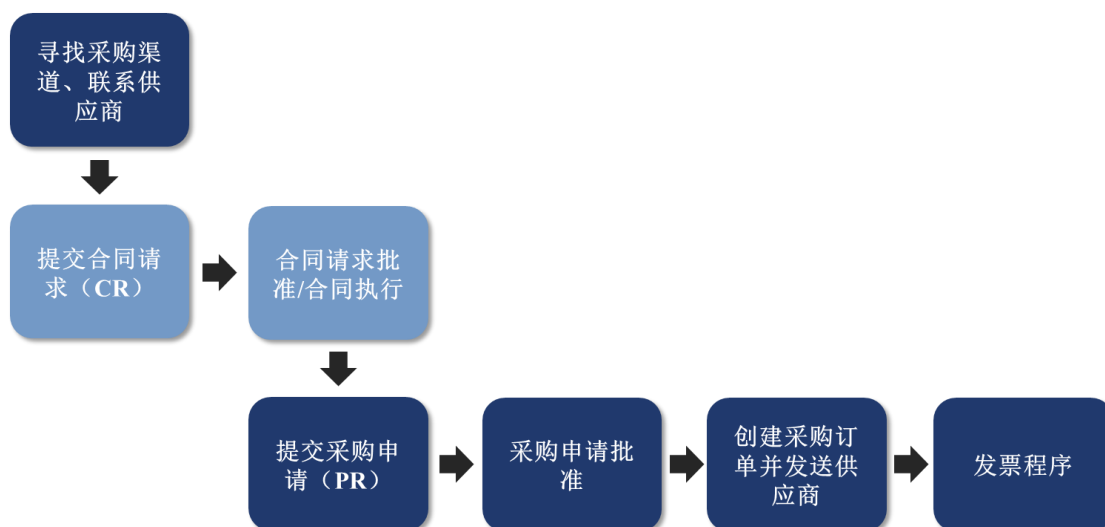 寻找采购渠
道、联系供
应商
提交合同请
求（CR）
合同请求批
准/合同执行
提交采购申
请（PR）
采购申请批
准
创建采购订
单并发送供
应商
发票程序